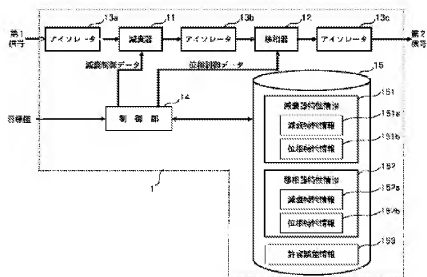 13a
11
13b
12
13c
第1
信号
アイソレータ
減衰器
アイソレータ
移相器
アイソレータ
第2
信号
減衰制御データ
位相制御データ
15
14
目標値
制 御 部
151
減衰器特性情報
減衰特性情報
151a
位相特性情報
151b
152
移相器特性情報
減衰特性情報
152a
位相特性情報
152b
許容誤差情報
153
1